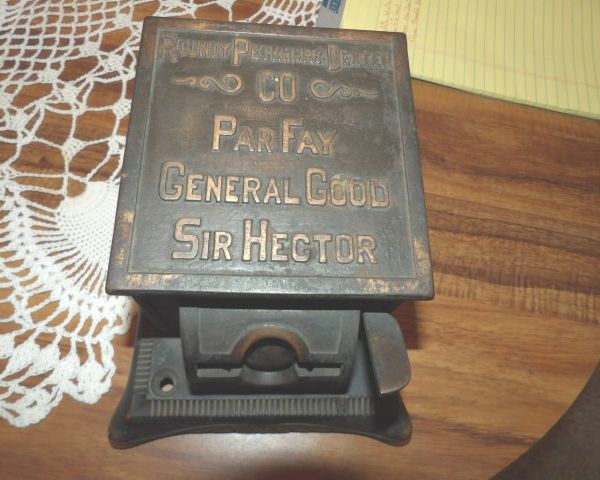 Roundy Peckham & Dexter
Co
Par Fay
General Good
Sir Hector